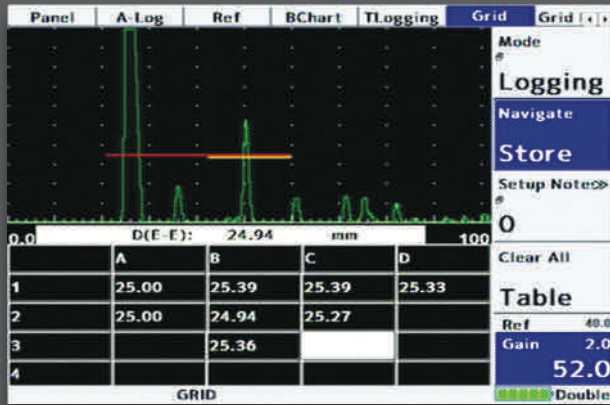 Panel A-Log Ref BChart TLogging Grid Grid
Mode
Logging
Navigate
Store
Setup Notes
0
0.0 D(E-E): 24.94 mm 100
Clear All
Table
A B C D
1 25.00 25.39 25.39 25.33
2 25.00 24.94 25.27
3 25.36
4
Ref 40.0
Gain 2.0
52.0
GRID
Double